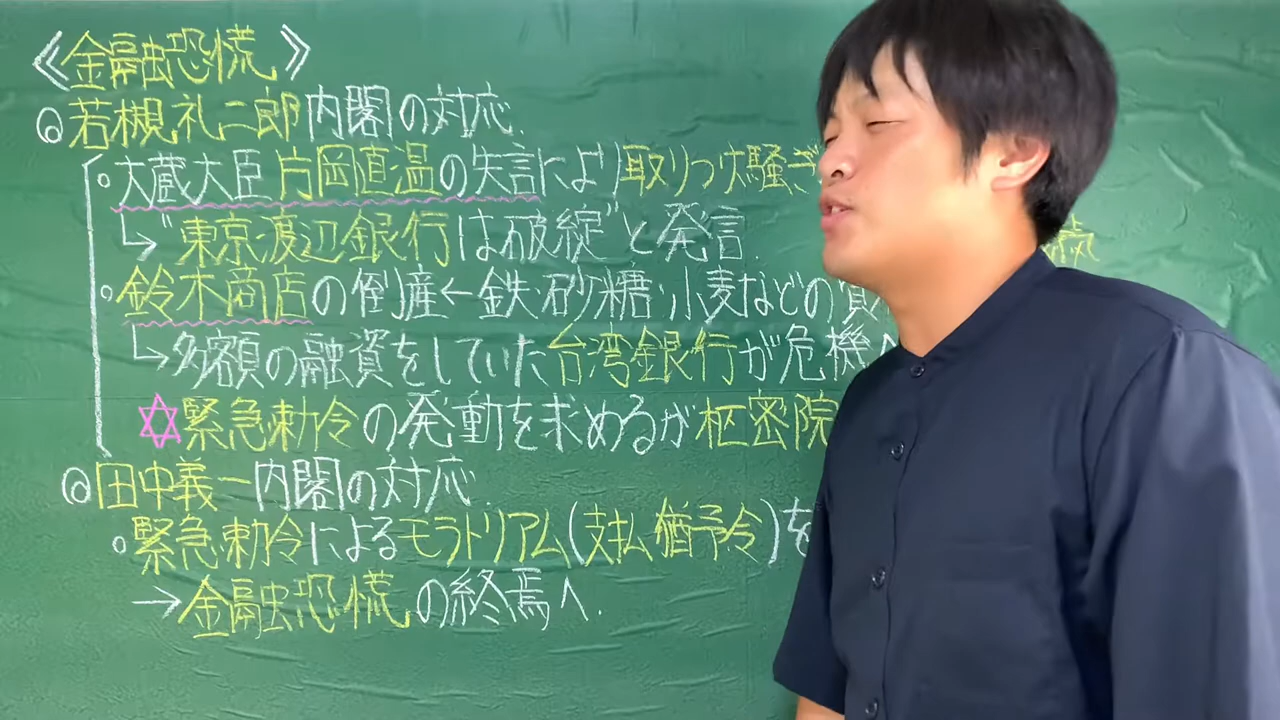 《金融恐慌》
◎若槻礼二郎内閣の対応.
・大蔵大臣 片岡直温の失言により取りつけ騒ぎ
↳"東京渡辺銀行は破綻"と発言.
・鈴木商店の倒産←鉄・砂糖・小麦などの
↳多額の融資をしていた台湾銀行が危機へ
✡緊急勅令の発動を求めるが枢密院
◎田中義一内閣の対応
・緊急勅令によるモラトリアム(支払猶予令)を
→金融恐慌の終焉へ.